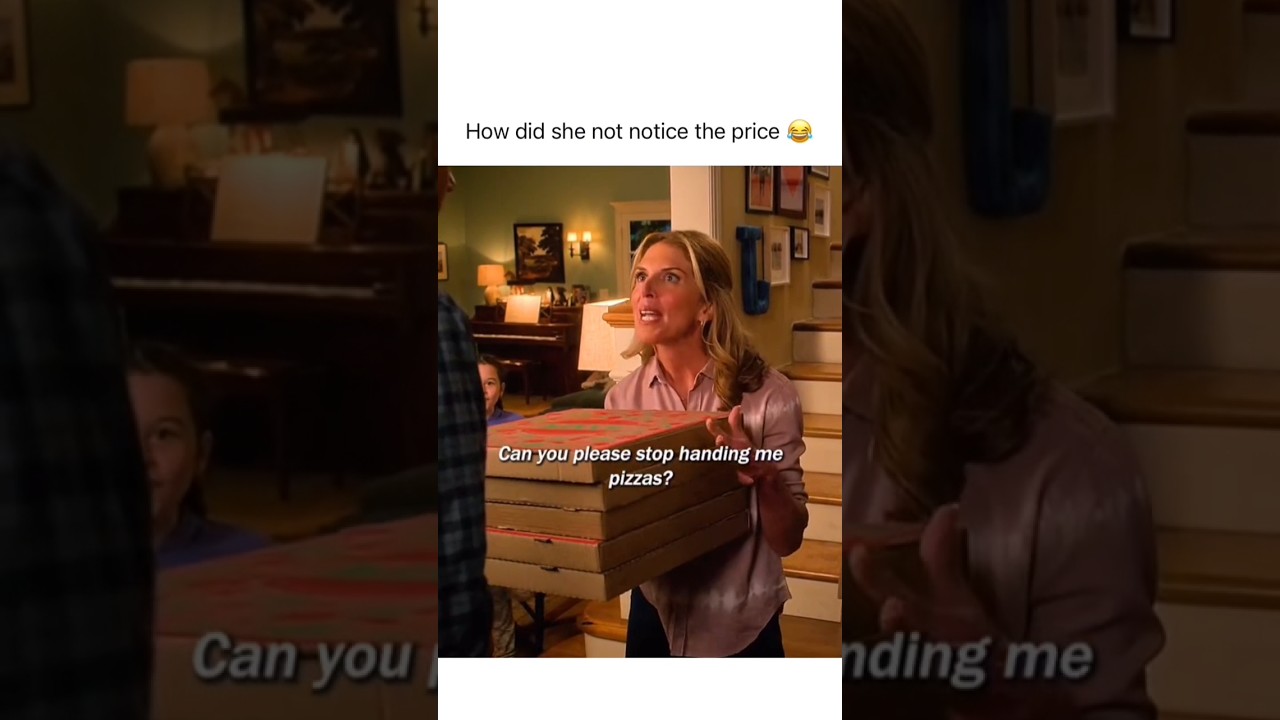 How did she not notice the price 😂
Can you please stop handing me
pizzas?
Can you
nding me